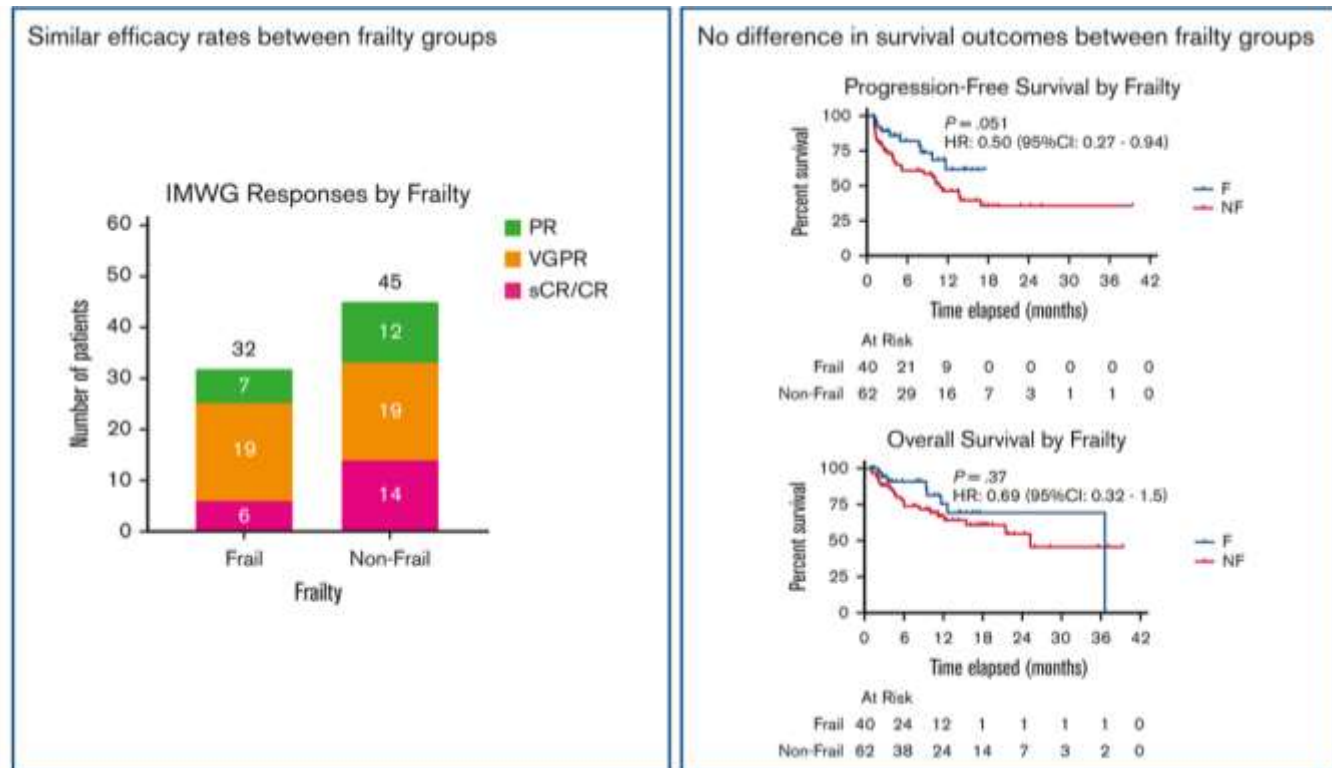 Similar efficacy rates between frailty groups
IMWG Responses by Frailty
PR
VGPR
sCR/CR
Number of patients
60
50
40
30
20
10
0
32
7
19
6
45
12
19
14
Frail
Non-Frail
Frailty
No difference in survival outcomes between frailty groups
Progression-Free Survival by Frailty
P = .051
HR: 0.50 (95%CI: 0.27 - 0.94)
Percent survival
100
75
50
25
0
F
NF
0 6 12 18 24 30 36 42
Time elapsed (months)
At Risk
Frail 40 21 9 0 0 0 0 0
Non-Frail 62 29 16 7 3 1 1 0
Overall Survival by Frailty
P = .37
HR: 0.69 (95%CI: 0.32 - 1.5)
Percent survival
100
75
50
25
0
F
NF
0 6 12 18 24 30 36 42
Time elapsed (months)
At Risk
Frail 40 24 12 1 1 1 1 0
Non-Frail 62 38 24 14 7 3 2 0